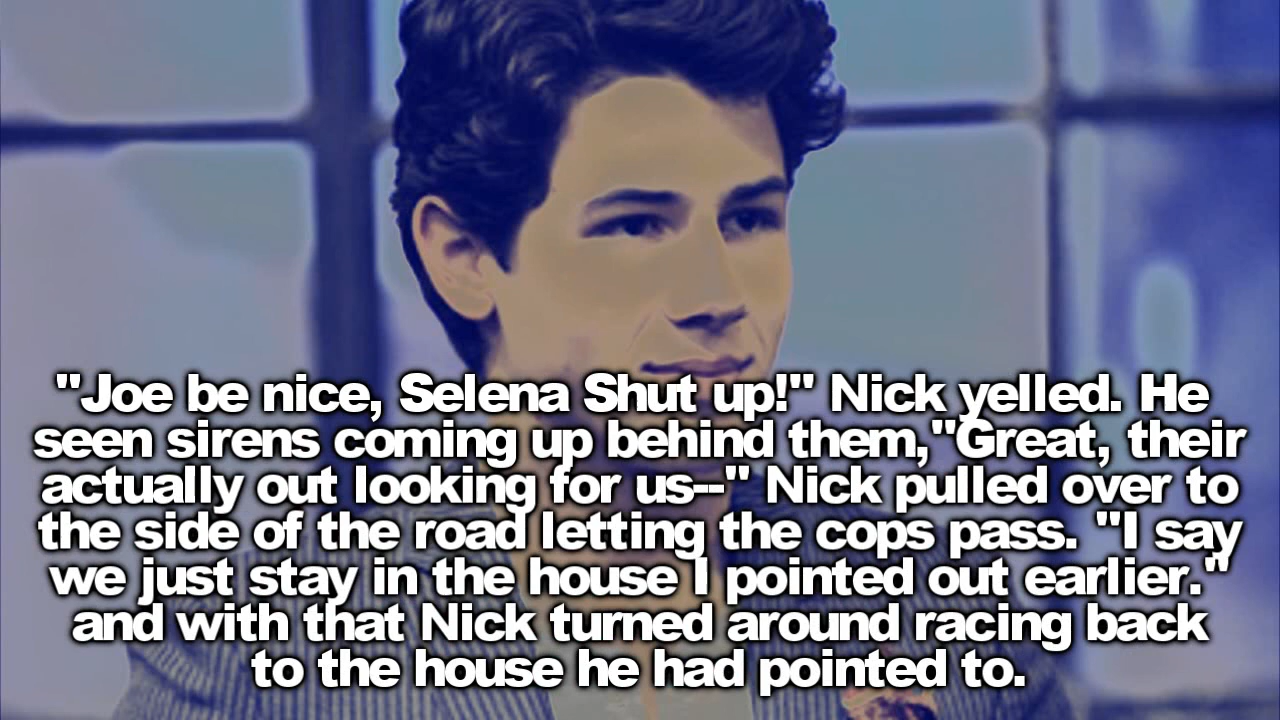 "Joe be nice, Selena Shut up!" Nick yelled. He
seen sirens coming up behind them,"Great, their
actually out looking for us--" Nick pulled over to
the side of the road letting the cops pass. "I say
we just stay in the house I pointed out earlier."
and with that Nick turned around racing back
to the house he had pointed to.